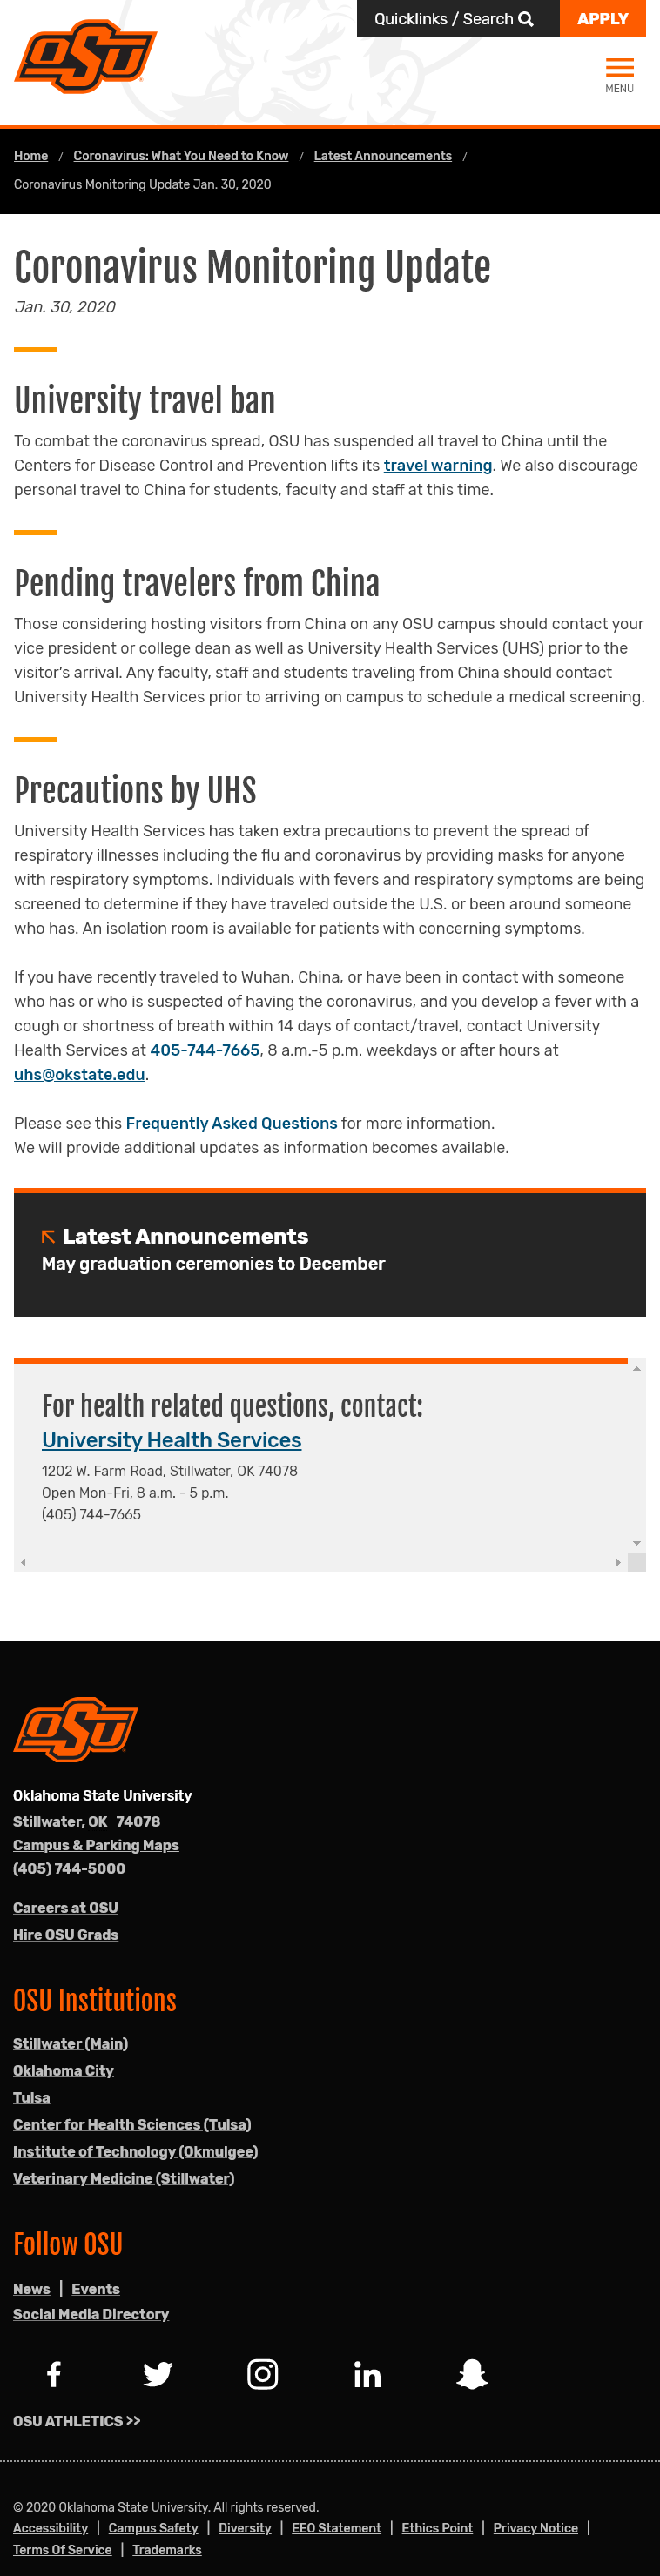 Quicklinks / Search
APPLY
OSU
MENU
Home / Coronavirus: What You Need to Know / Latest Announcements /
Coronavirus Monitoring Update Jan. 30, 2020
Coronavirus Monitoring Update
Jan. 30, 2020
University travel ban
To combat the coronavirus spread, OSU has suspended all travel to China until the
Centers for Disease Control and Prevention lifts its travel warning. We also discourage
personal travel to China for students, faculty and staff at this time.
Pending travelers from China
Those considering hosting visitors from China on any OSU campus should contact your
vice president or college dean as well as University Health Services (UHS) prior to the
visitor's arrival. Any faculty, staff and students traveling from China should contact
University Health Services prior to arriving on campus to schedule a medical screening.
Precautions by UHS
University Health Services has taken extra precautions to prevent the spread of
respiratory illnesses including the flu and coronavirus by providing masks for anyone
with respiratory symptoms. Individuals with fevers and respiratory symptoms are being
screened to determine if they have traveled outside the U.S. or been around someone
who has. An isolation room is available for patients with concerning symptoms.
If you have recently traveled to Wuhan, China, or have been in contact with someone
who has or who is suspected of having the coronavirus, and you develop a fever with a
cough or shortness of breath within 14 days of contact/travel, contact University
Health Services at 405-744-7665, 8 a.m.-5 p.m. weekdays or after hours at
uhs@okstate.edu.
Please see this Frequently Asked Questions for more information.
We will provide additional updates as information becomes available.
Latest Announcements
May graduation ceremonies to December
For health related questions, contact:
University Health Services
1202 W. Farm Road, Stillwater, OK 74078
Open Mon-Fri, 8 a.m. - 5 p.m.
(405) 744-7665
OSU
Oklahoma State University
Stillwater, OK 74078
Campus & Parking Maps
(405) 744-5000
Careers at OSU
Hire OSU Grads
OSU Institutions
Stillwater (Main)
Oklahoma City
Tulsa
Center for Health Sciences (Tulsa)
Institute of Technology (Okmulgee)
Veterinary Medicine (Stillwater)
Follow OSU
News | Events
Social Media Directory
OSU ATHLETICS >>
© 2020 Oklahoma State University. All rights reserved.
Accessibility | Campus Safety | Diversity | EEO Statement | Ethics Point | Privacy Notice |
Terms Of Service | Trademarks